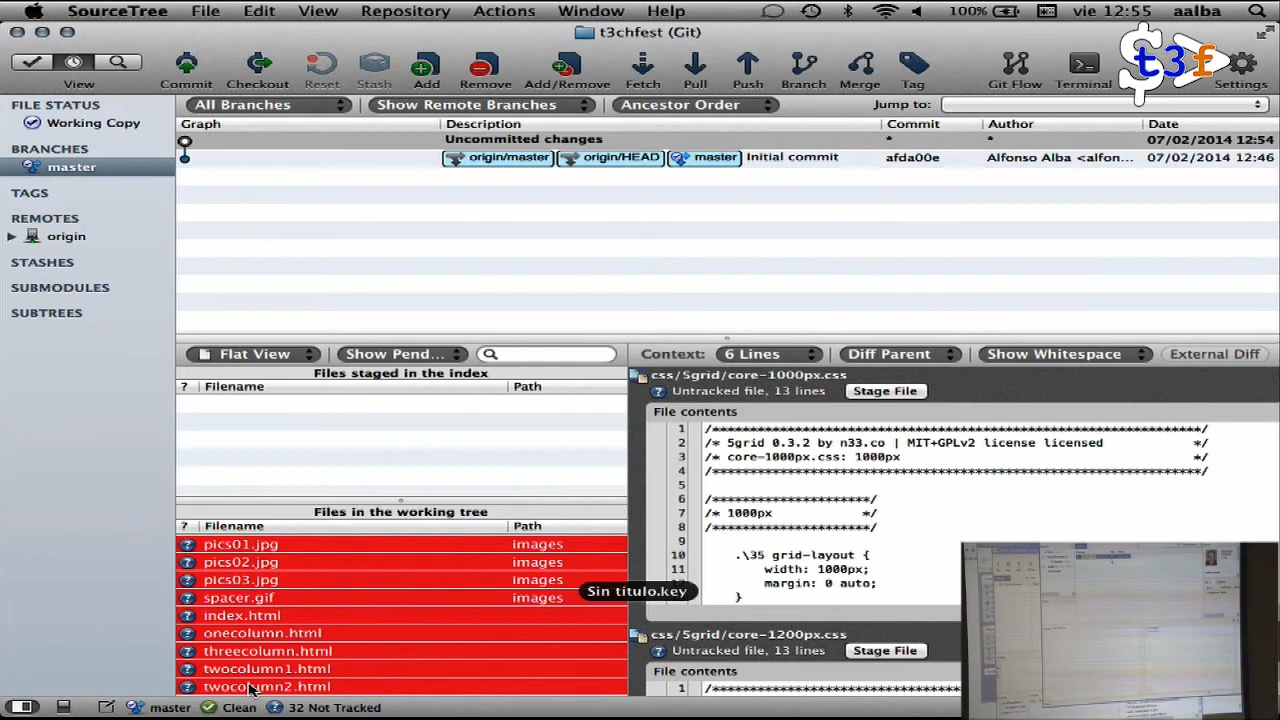 SourceTree File Edit View Repository Actions Window Help 100% vie 12:55 aalba
t3chfest (Git)
$ t3f
View Commit Checkout Reset Stash Add Remove Add/Remove Fetch Pull Push Branch Merge Tag Git Flow Terminal Settings
All Branches Show Remote Branches Ancestor Order Jump to:
Graph Description Commit Author Date
Uncommitted changes * * 07/02/2014 12:54
origin/master origin/HEAD master Initial commit afda00e Alfonso Alba <alfon... 07/02/2014 12:46
FILE STATUS
Working Copy
BRANCHES
master
TAGS
REMOTES
origin
STASHES
SUBMODULES
SUBTREES
Flat View Show Pend...
Files staged in the index
? Filename Path
Files in the working tree
? Filename Path
pics01.jpg images
pics02.jpg images
pics03.jpg images
spacer.gif images
index.html
onecolumn.html
threecolumn.html
twocolumn1.html
twocolumn2.html
Sin título.key
Context: 6 Lines Diff Parent Show Whitespace External Diff
css/5grid/core-1000px.css
? Untracked file, 13 lines Stage File
File contents
1 /*****************************************************************/
2 /* 5grid 0.3.2 by n33.co | MIT+GPLv2 license licensed */
3 /* core-1000px.css: 1000px */
4 /*****************************************************************/
5
6 /*********************/
7 /* 1000px */
8 /*********************/
9
10 .\35 grid-layout {
11 width: 1000px;
margin: 0 auto;
}
css/5grid/core-1200px.css
? Untracked file, 13 lines Stage File
File contents
1
master Clean ? 32 Not Tracked